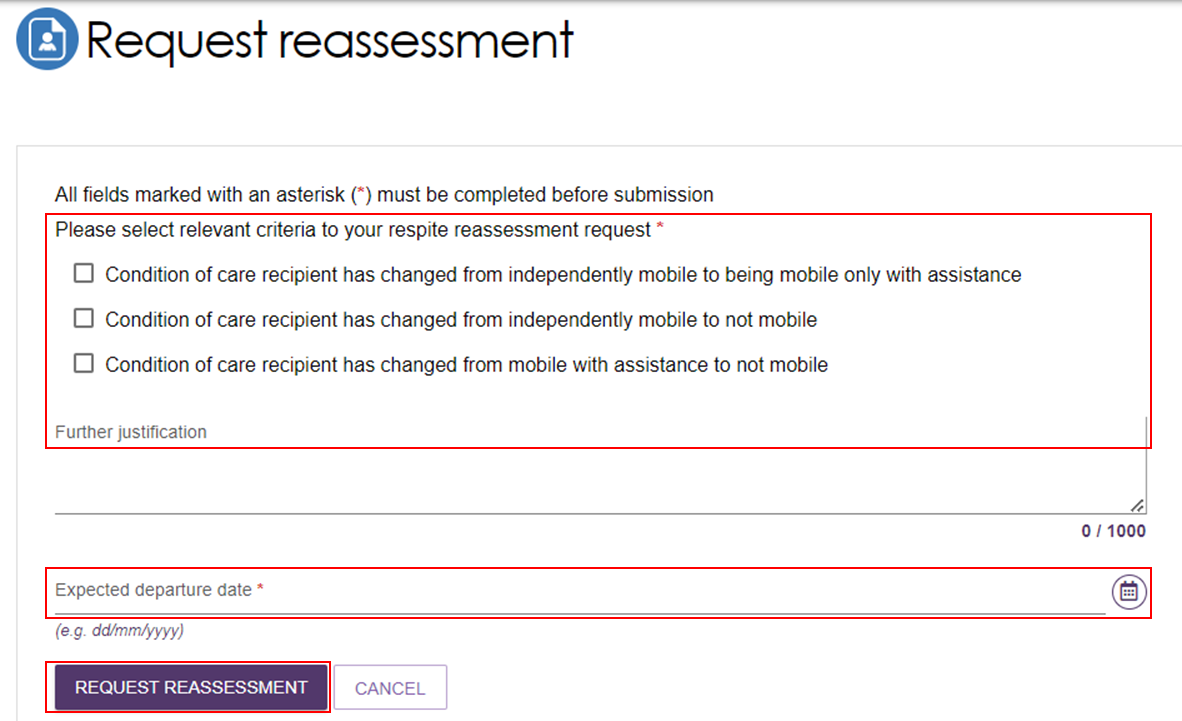 Request reassessment
All fields marked with an asterisk (*) must be completed before submission
Please select relevant criteria to your respite reassessment request *
Condition of care recipient has changed from independently mobile to being mobile only with assistance
Condition of care recipient has changed from independently mobile to not mobile
Condition of care recipient has changed from mobile with assistance to not mobile
Further justification
0 / 1000
Expected departure date *
(e.g. dd/mm/yyyy)
REQUEST REASSESSMENT CANCEL